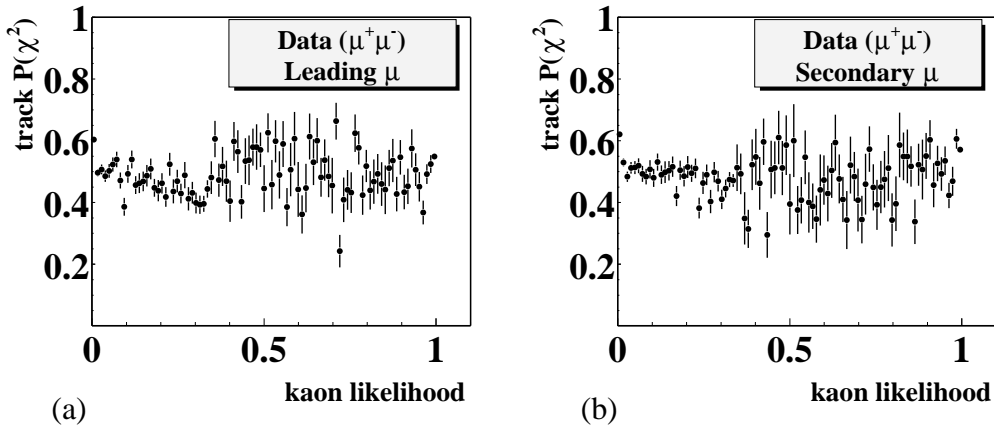 track P(χ²)
1
0.8
0.6
0.4
0.2
Data (μ⁺μ⁻)
Leading μ
0
0.5
1
kaon likelihood
(a)
track P(χ²)
1
0.8
0.6
0.4
0.2
Data (μ⁺μ⁻)
Secondary μ
0
0.5
1
kaon likelihood
(b)